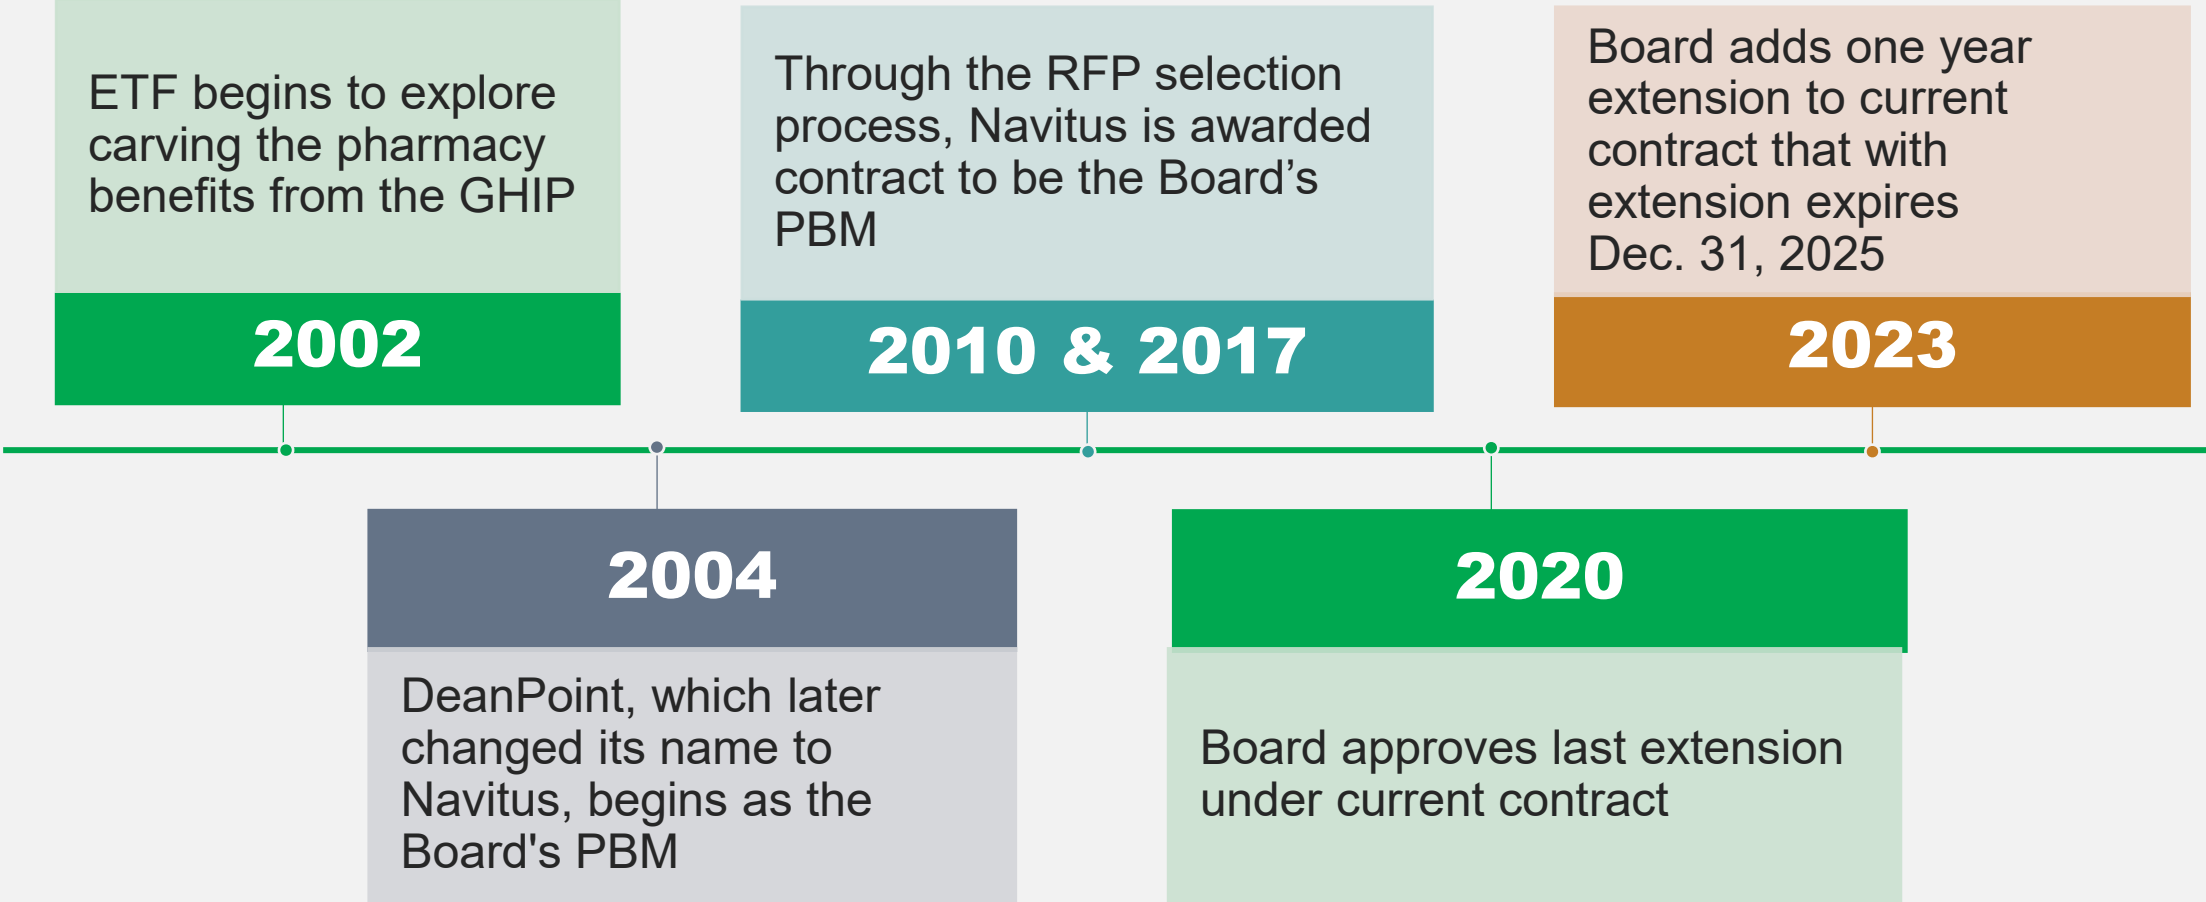 ETF begins to explore
carving the pharmacy
benefits from the GHIP
2002
DeanPoint, which later
changed its name to
Navitus, begins as the
Board's PBM
2004
Through the RFP selection
process, Navitus is awarded
contract to be the Board’s
PBM
2010 & 2017
2020
Board approves last extension
under current contract
Board adds one year
extension to current
contract that with
extension expires
Dec. 31, 2025
2023